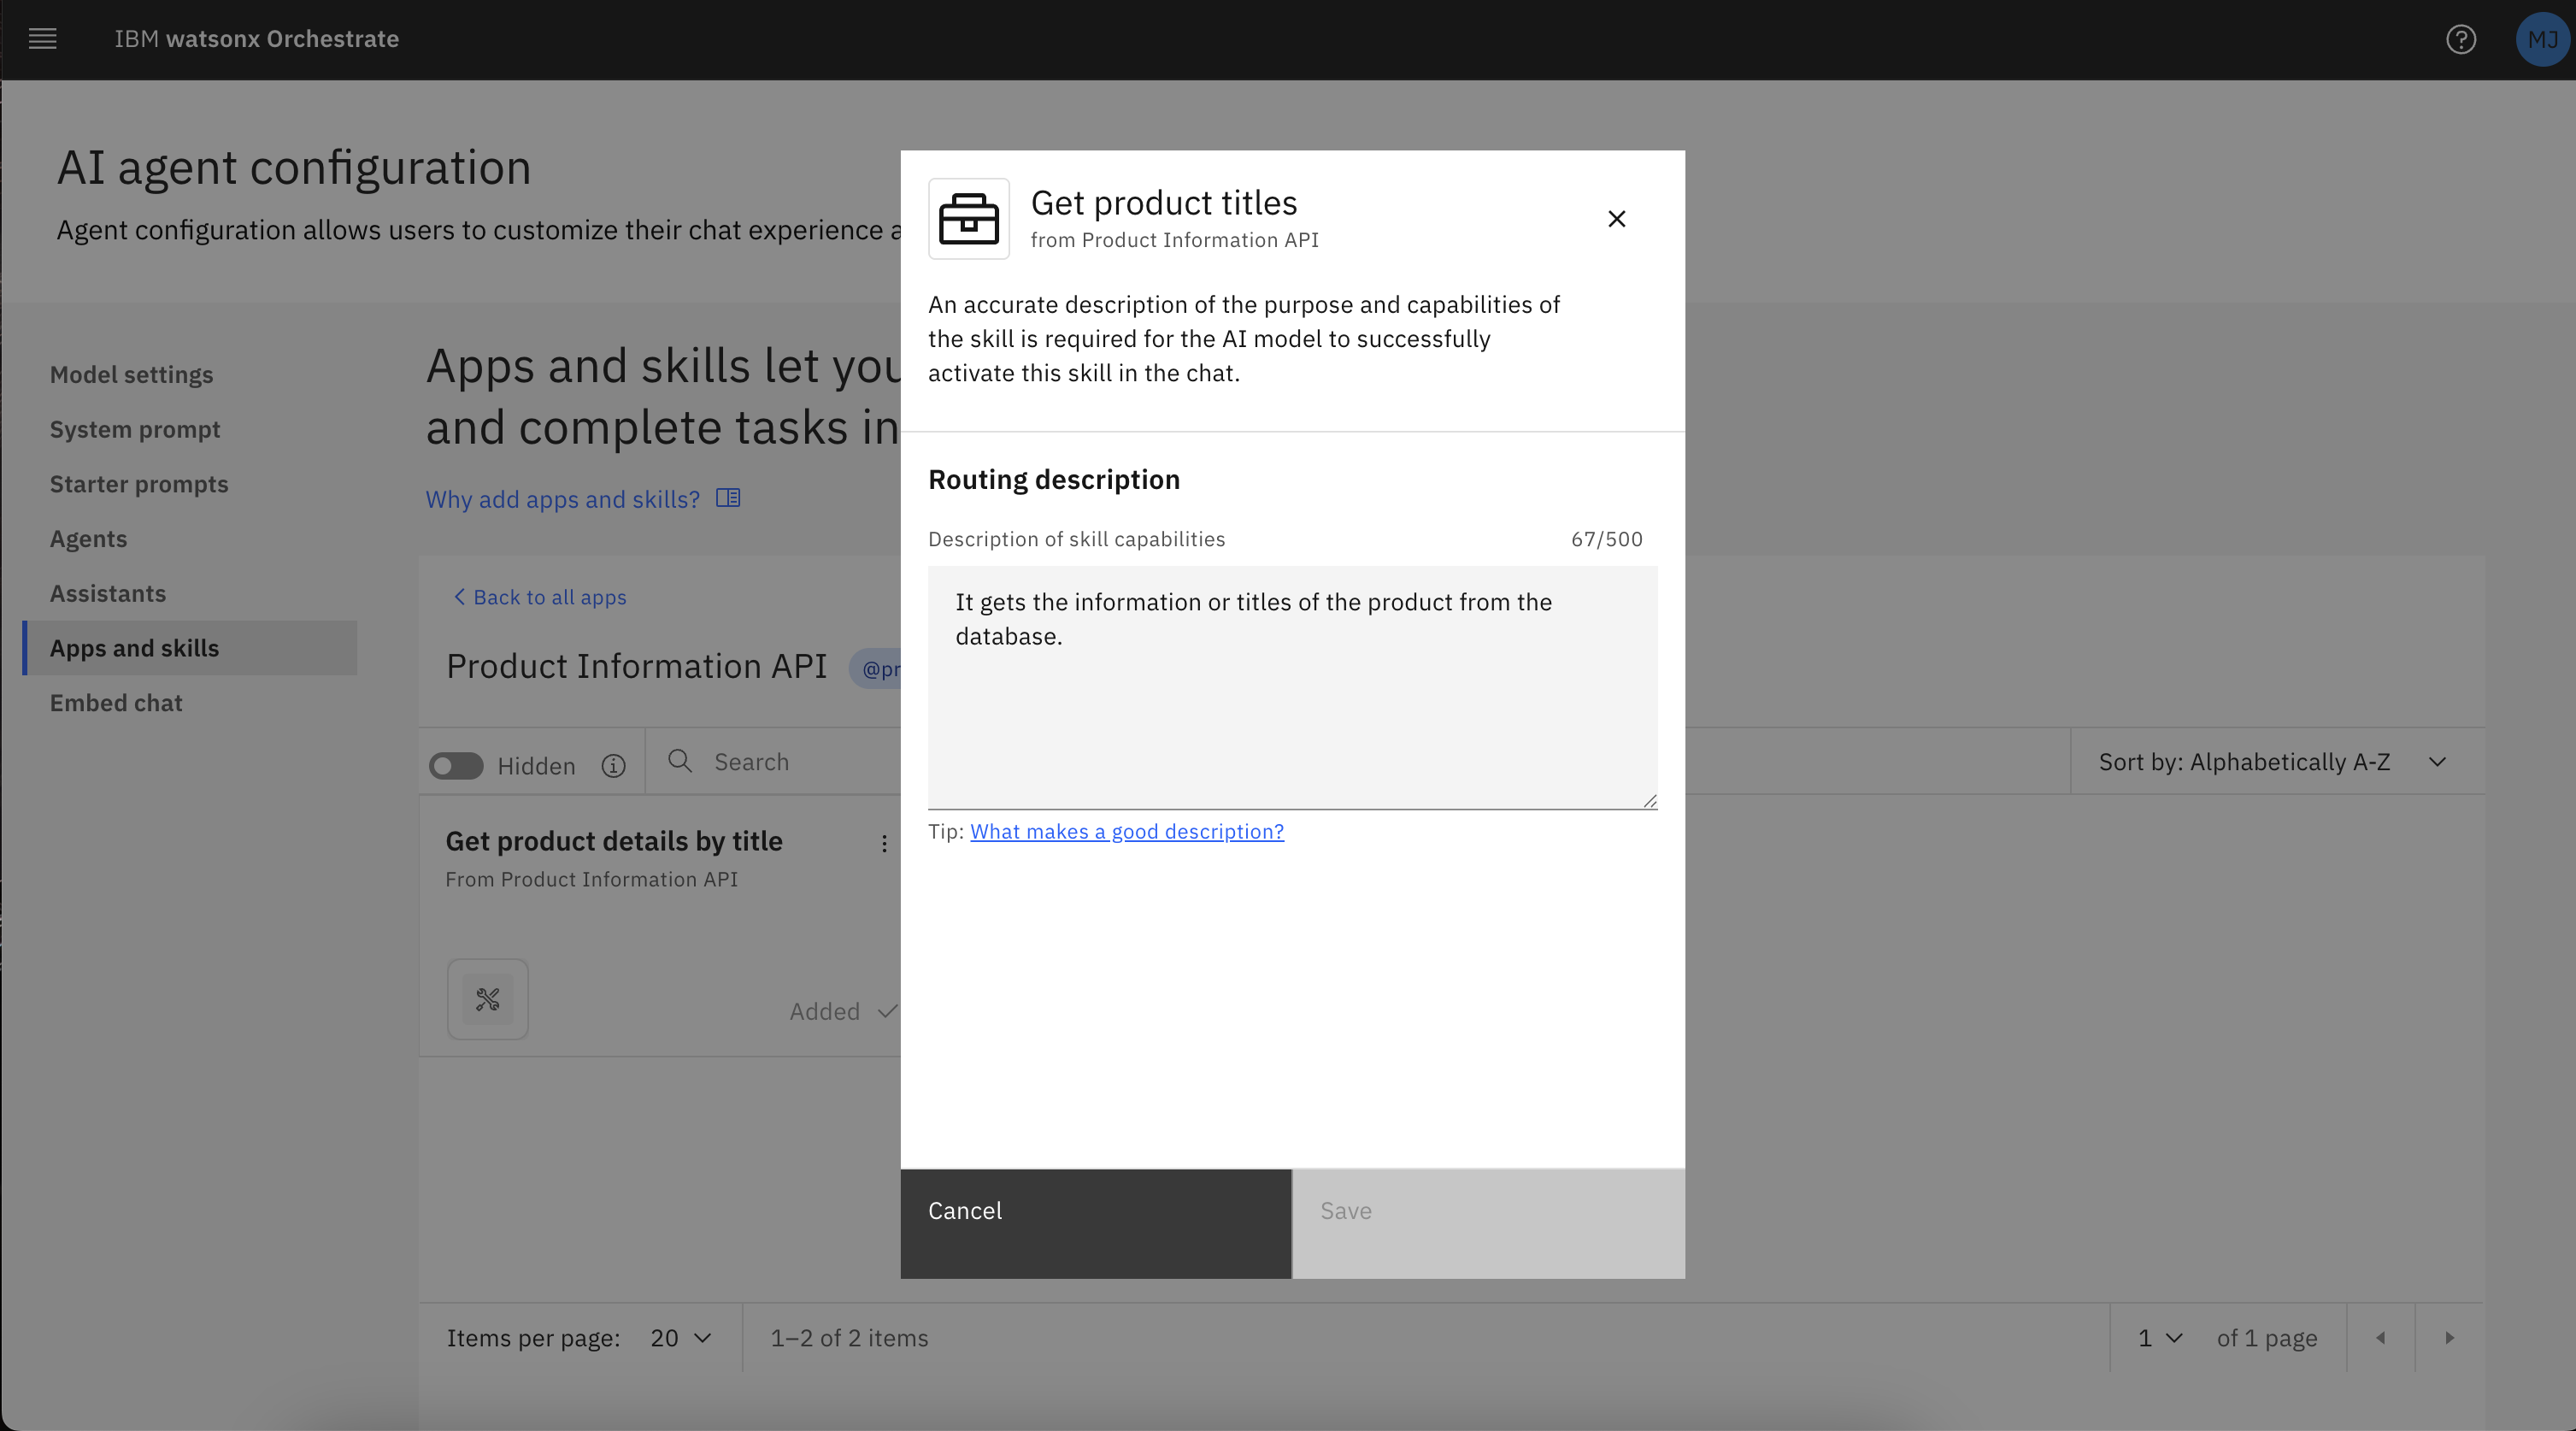 IBM watsonx Orchestrate
MJ
AI agent configuration
Agent configuration allows users to customize their chat experience a
Model settings
System prompt
Starter prompts
Agents
Assistants
Apps and skills
Embed chat
Apps and skills let you
and complete tasks in
Why add apps and skills?
Back to all apps
Product Information API @pr
Hidden
Search
Sort by: Alphabetically A-Z
Get product details by title
From Product Information API
Added
Items per page: 20
1–2 of 2 items
1 of 1 page
Get product titles
from Product Information API
An accurate description of the purpose and capabilities of
the skill is required for the AI model to successfully
activate this skill in the chat.
Routing description
Description of skill capabilities 67/500
It gets the information or titles of the product from the
database.
Tip: What makes a good description?
Cancel
Save